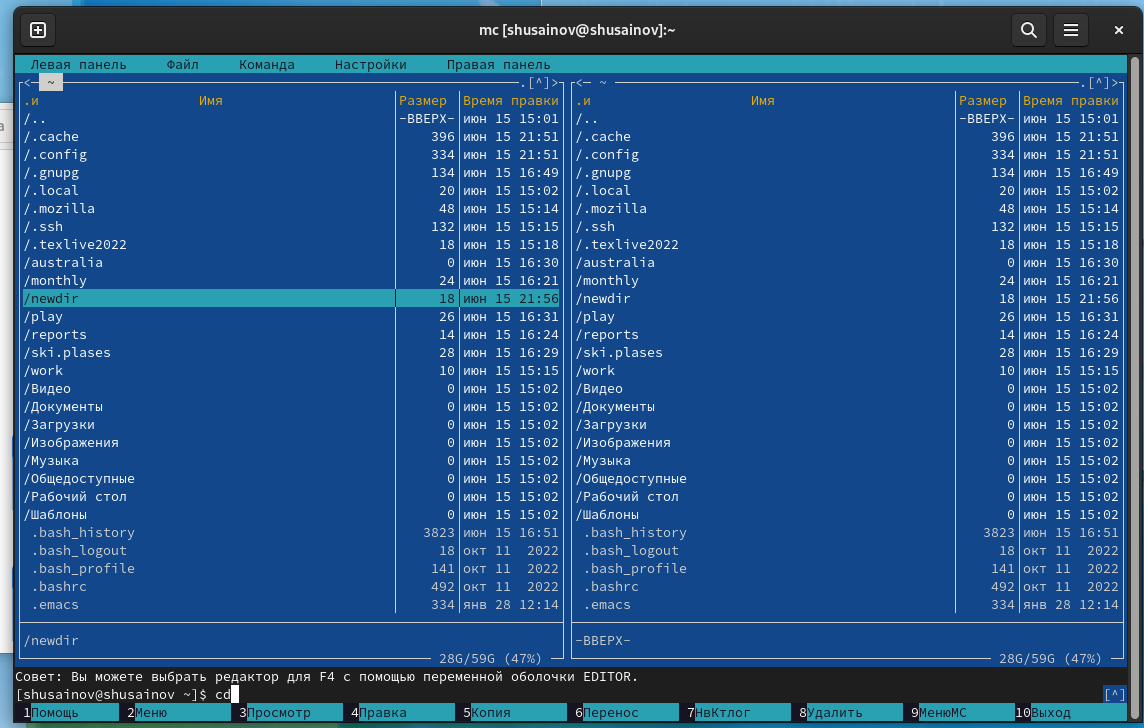 mc [shusainov@shusainov]:~
Левая панель Файл Команда Настройки Правая панель
<─ ~ .[^]> <─ ~ .[^]>
.и Имя Размер Время правки .и Имя Размер Время правки
/.. -ВВЕРХ- июн 15 15:01 /.. -ВВЕРХ- июн 15 15:01
/.cache 396 июн 15 21:51 /.cache 396 июн 15 21:51
/.config 334 июн 15 21:51 /.config 334 июн 15 21:51
/.gnupg 134 июн 15 16:49 /.gnupg 134 июн 15 16:49
/.local 20 июн 15 15:02 /.local 20 июн 15 15:02
/.mozilla 48 июн 15 15:14 /.mozilla 48 июн 15 15:14
/.ssh 132 июн 15 15:15 /.ssh 132 июн 15 15:15
/.texlive2022 18 июн 15 15:18 /.texlive2022 18 июн 15 15:18
/australia 0 июн 15 16:30 /australia 0 июн 15 16:30
/monthly 24 июн 15 16:21 /monthly 24 июн 15 16:21
/newdir 18 июн 15 21:56 /newdir 18 июн 15 21:56
/play 26 июн 15 16:31 /play 26 июн 15 16:31
/reports 14 июн 15 16:24 /reports 14 июн 15 16:24
/ski.plases 28 июн 15 16:29 /ski.plases 28 июн 15 16:29
/work 10 июн 15 15:15 /work 10 июн 15 15:15
/Видео 0 июн 15 15:02 /Видео 0 июн 15 15:02
/Документы 0 июн 15 15:02 /Документы 0 июн 15 15:02
/Загрузки 0 июн 15 15:02 /Загрузки 0 июн 15 15:02
/Изображения 0 июн 15 15:02 /Изображения 0 июн 15 15:02
/Музыка 0 июн 15 15:02 /Музыка 0 июн 15 15:02
/Общедоступные 0 июн 15 15:02 /Общедоступные 0 июн 15 15:02
/Рабочий стол 0 июн 15 15:02 /Рабочий стол 0 июн 15 15:02
/Шаблоны 0 июн 15 15:02 /Шаблоны 0 июн 15 15:02
.bash_history 3823 июн 15 16:51 .bash_history 3823 июн 15 16:51
.bash_logout 18 окт 11 2022 .bash_logout 18 окт 11 2022
.bash_profile 141 окт 11 2022 .bash_profile 141 окт 11 2022
.bashrc 492 окт 11 2022 .bashrc 492 окт 11 2022
.emacs 334 янв 28 12:14 .emacs 334 янв 28 12:14
/newdir -ВВЕРХ-
28G/59G (47%) 28G/59G (47%)
Совет: Вы можете выбрать редактор для F4 с помощью переменной оболочки EDITOR.
[shusainov@shusainov ~]$ cd [^]
1Помощь 2Меню 3Просмотр 4Правка 5Копия 6Перенос 7НвКтлог 8Удалить 9МенюMC 10Выход